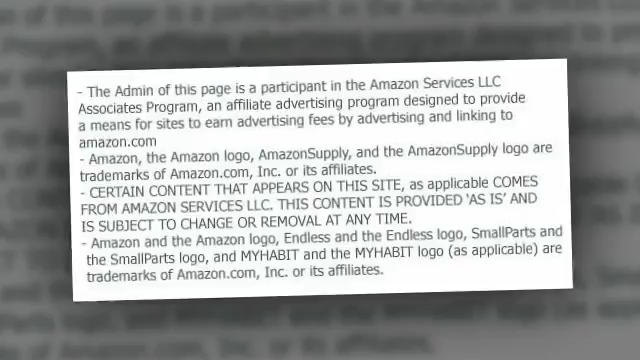 - The Admin of this page is a participant in the Amazon Services LLC
Associates Program, an affiliate advertising program designed to provide
a means for sites to earn advertising fees by advertising and linking to
amazon.com
- Amazon, the Amazon logo, AmazonSupply, and the AmazonSupply logo are
trademarks of Amazon.com, Inc. or its affiliates.
- CERTAIN CONTENT THAT APPEARS ON THIS SITE, as applicable COMES
FROM AMAZON SERVICES LLC. THIS CONTENT IS PROVIDED 'AS IS' AND
IS SUBJECT TO CHANGE OR REMOVAL AT ANY TIME.
- Amazon and the Amazon logo, Endless and the Endless logo, SmallParts and
the SmallParts logo, and MYHABIT and the MYHABIT logo (as applicable) are
trademarks of Amazon.com, Inc. or its affiliates.